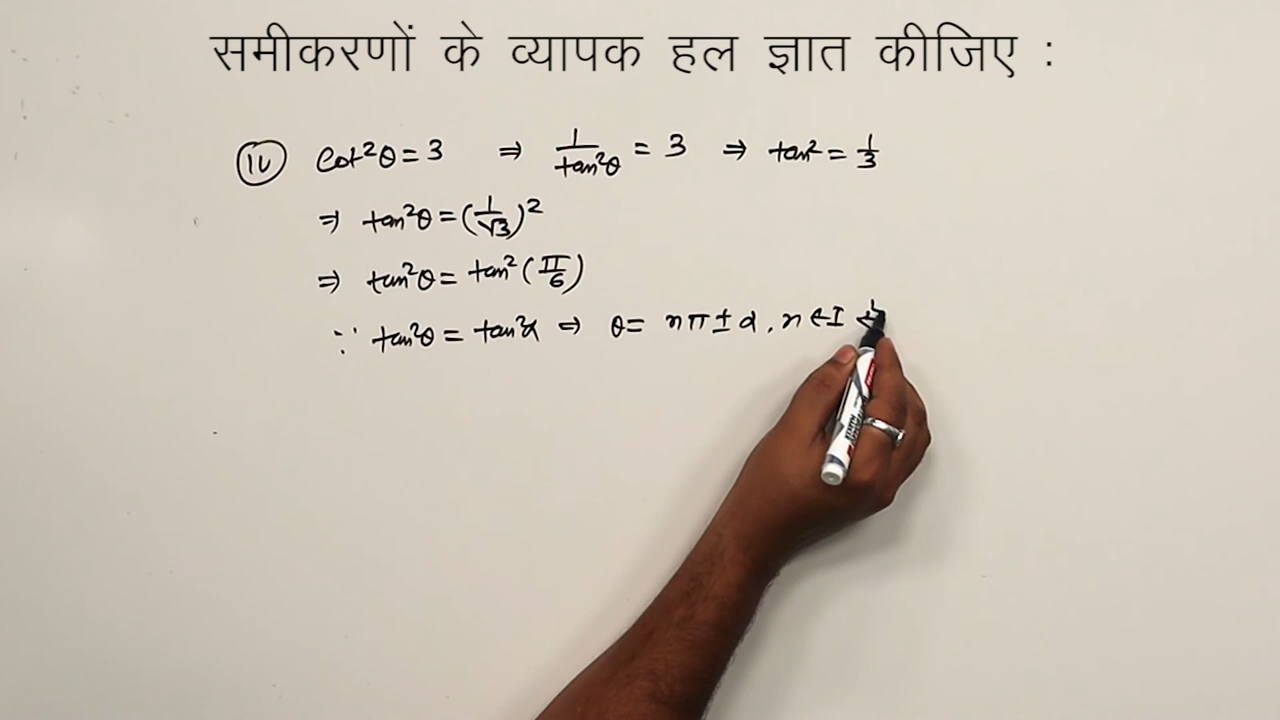 समीकरणों के व्यापक हल ज्ञात कीजिए :
(iv) cot²θ = 3 ⇒ 1/tan²θ = 3 ⇒ tan² = 1/3
⇒ tan²θ = (1/√3)²
⇒ tan²θ = tan²(π/6)
∵ tan²θ = tan²α ⇒ θ = nπ ± α, n ∈ I